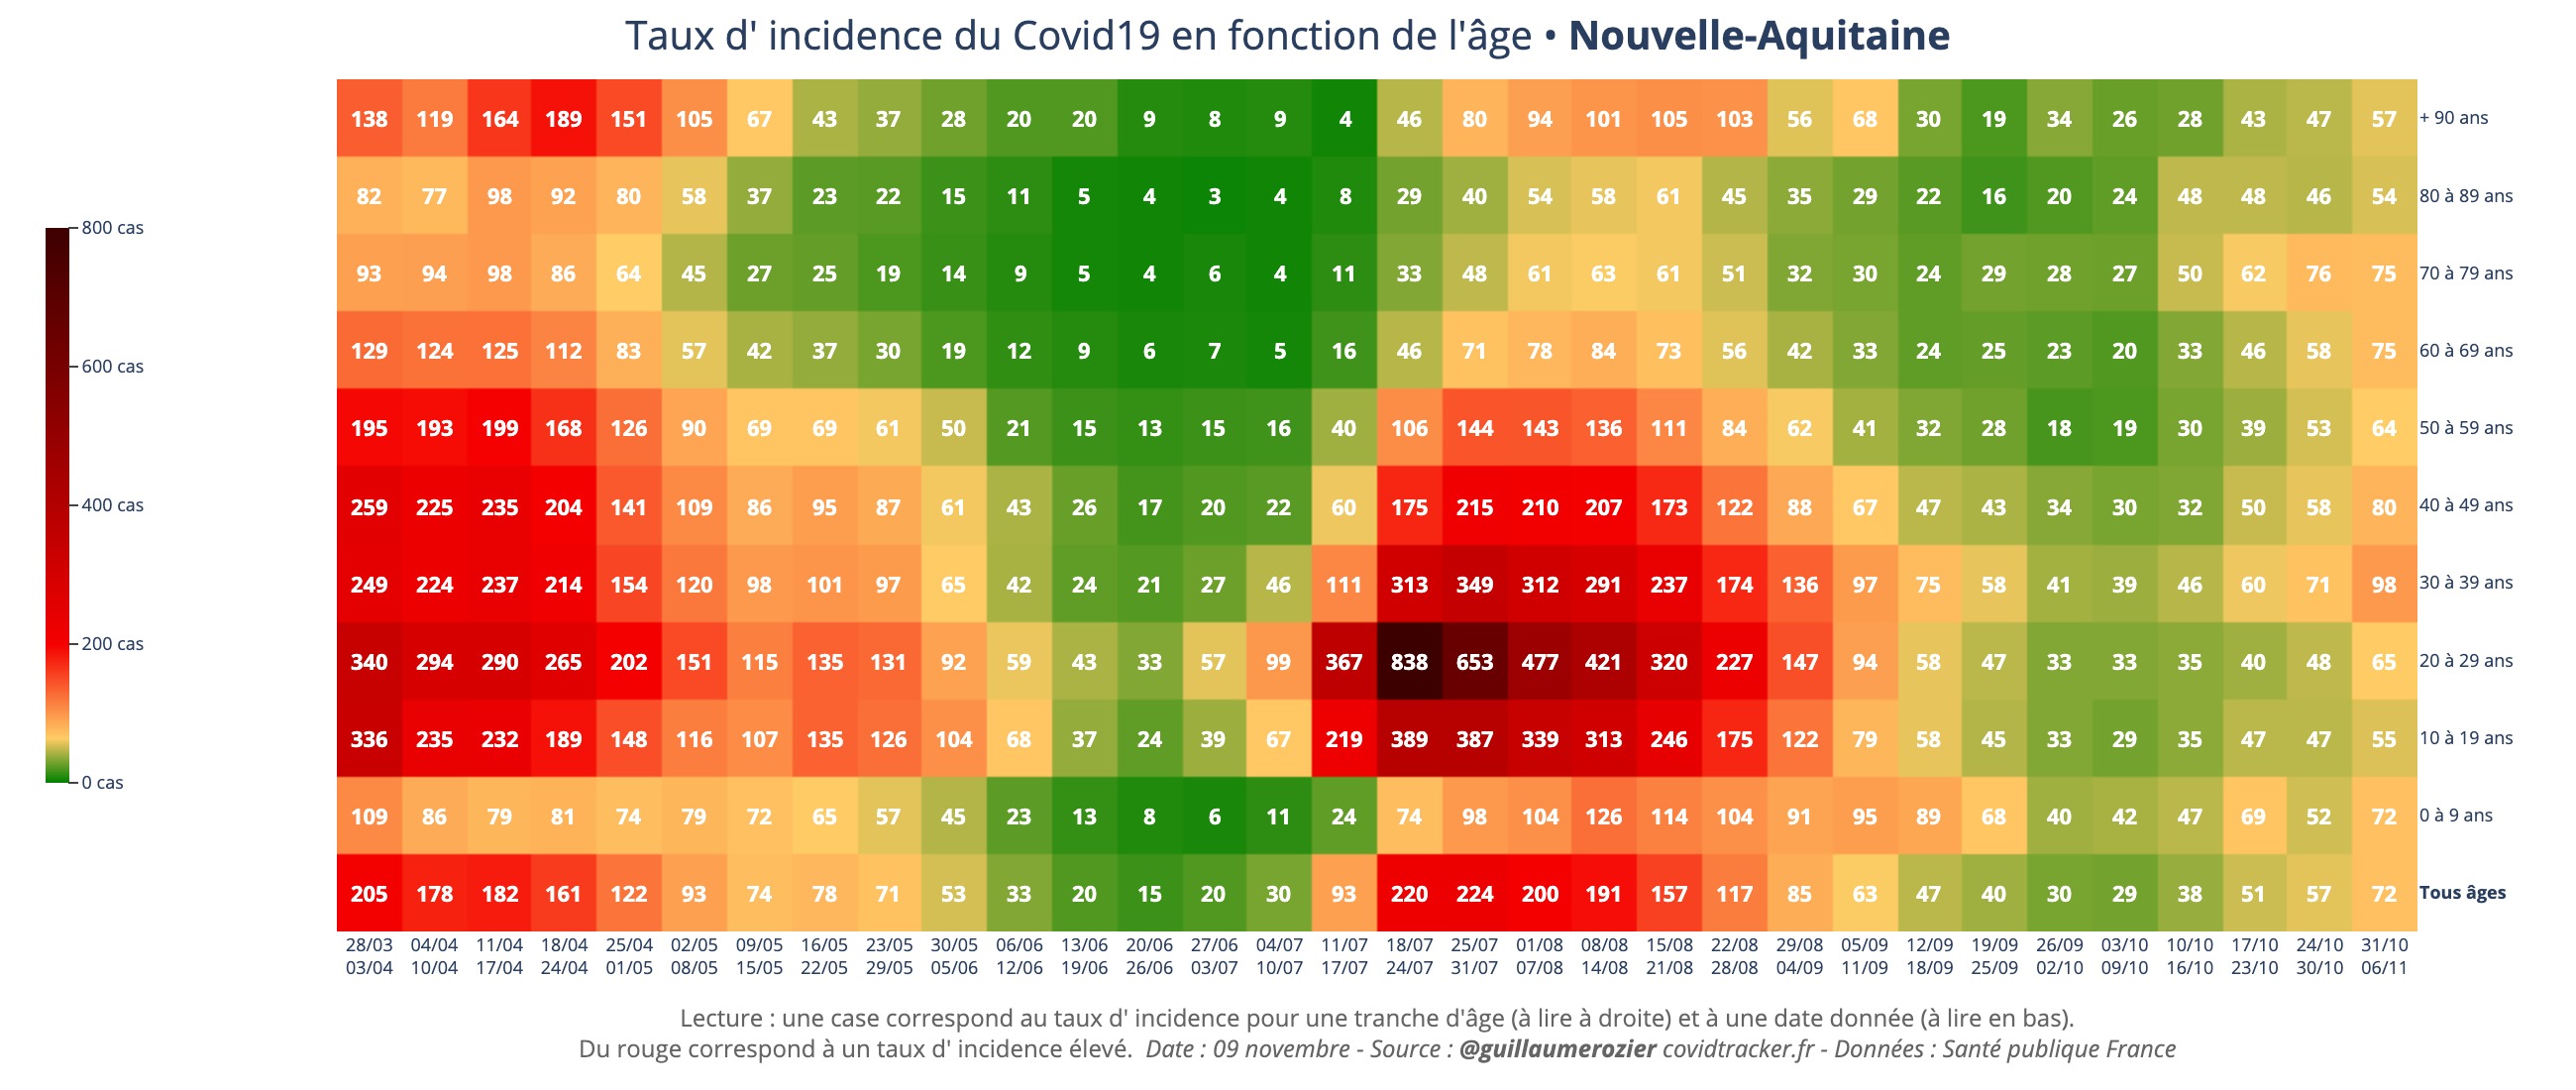 Taux d' incidence du Covid19 en fonction de l'âge • Nouvelle-Aquitaine
138 119 164 189 151 105 67 43 37 28 20 20 9 8 9 4 46 80 94 101 105 103 56 68 30 19 34 26 28 43 47 57 + 90 ans
82 77 98 92 80 58 37 23 22 15 11 5 4 3 4 8 29 40 54 58 61 45 35 29 22 16 20 24 48 48 46 54 80 à 89 ans
800 cas
93 94 98 86 64 45 27 25 19 14 9 5 4 6 4 11 33 48 61 63 61 51 32 30 24 29 28 27 50 62 76 75 70 à 79 ans
129 124 125 112 83 57 42 37 30 19 12 9 6 7 5 16 46 71 78 84 73 56 42 33 24 25 23 20 33 46 58 75 60 à 69 ans
600 cas
195 193 199 168 126 90 69 69 61 50 21 15 13 15 16 40 106 144 143 136 111 84 62 41 32 28 18 19 30 39 53 64 50 à 59 ans
400 cas
259 225 235 204 141 109 86 95 87 61 43 26 17 20 22 60 175 215 210 207 173 122 88 67 47 43 34 30 32 50 58 80 40 à 49 ans
249 224 237 214 154 120 98 101 97 65 42 24 21 27 46 111 313 349 312 291 237 174 136 97 75 58 41 39 46 60 71 98 30 à 39 ans
200 cas
340 294 290 265 202 151 115 135 131 92 59 43 33 57 99 367 838 653 477 421 320 227 147 94 58 47 33 33 35 40 48 65 20 à 29 ans
336 235 232 189 148 116 107 135 126 104 68 37 24 39 67 219 389 387 339 313 246 175 122 79 58 45 33 29 35 47 47 55 10 à 19 ans
0 cas
109 86 79 81 74 79 72 65 57 45 23 13 8 6 11 24 74 98 104 126 114 104 91 95 89 68 40 42 47 69 52 72 0 à 9 ans
205 178 182 161 122 93 74 78 71 53 33 20 15 20 30 93 220 224 200 191 157 117 85 63 47 40 30 29 38 51 57 72 Tous âges
28/03 04/04 11/04 18/04 25/04 02/05 09/05 16/05 23/05 30/05 06/06 13/06 20/06 27/06 04/07 11/07 18/07 25/07 01/08 08/08 15/08 22/08 29/08 05/09 12/09 19/09 26/09 03/10 10/10 17/10 24/10 31/10
03/04 10/04 17/04 24/04 01/05 08/05 15/05 22/05 29/05 05/06 12/06 19/06 26/06 03/07 10/07 17/07 24/07 31/07 07/08 14/08 21/08 28/08 04/09 11/09 18/09 25/09 02/10 09/10 16/10 23/10 30/10 06/11
Lecture : une case correspond au taux d' incidence pour une tranche d'âge (à lire à droite) et à une date donnée (à lire en bas).
Du rouge correspond à un taux d' incidence élevé. Date : 09 novembre - Source : @guillaumerozier covidtracker.fr - Données : Santé publique France